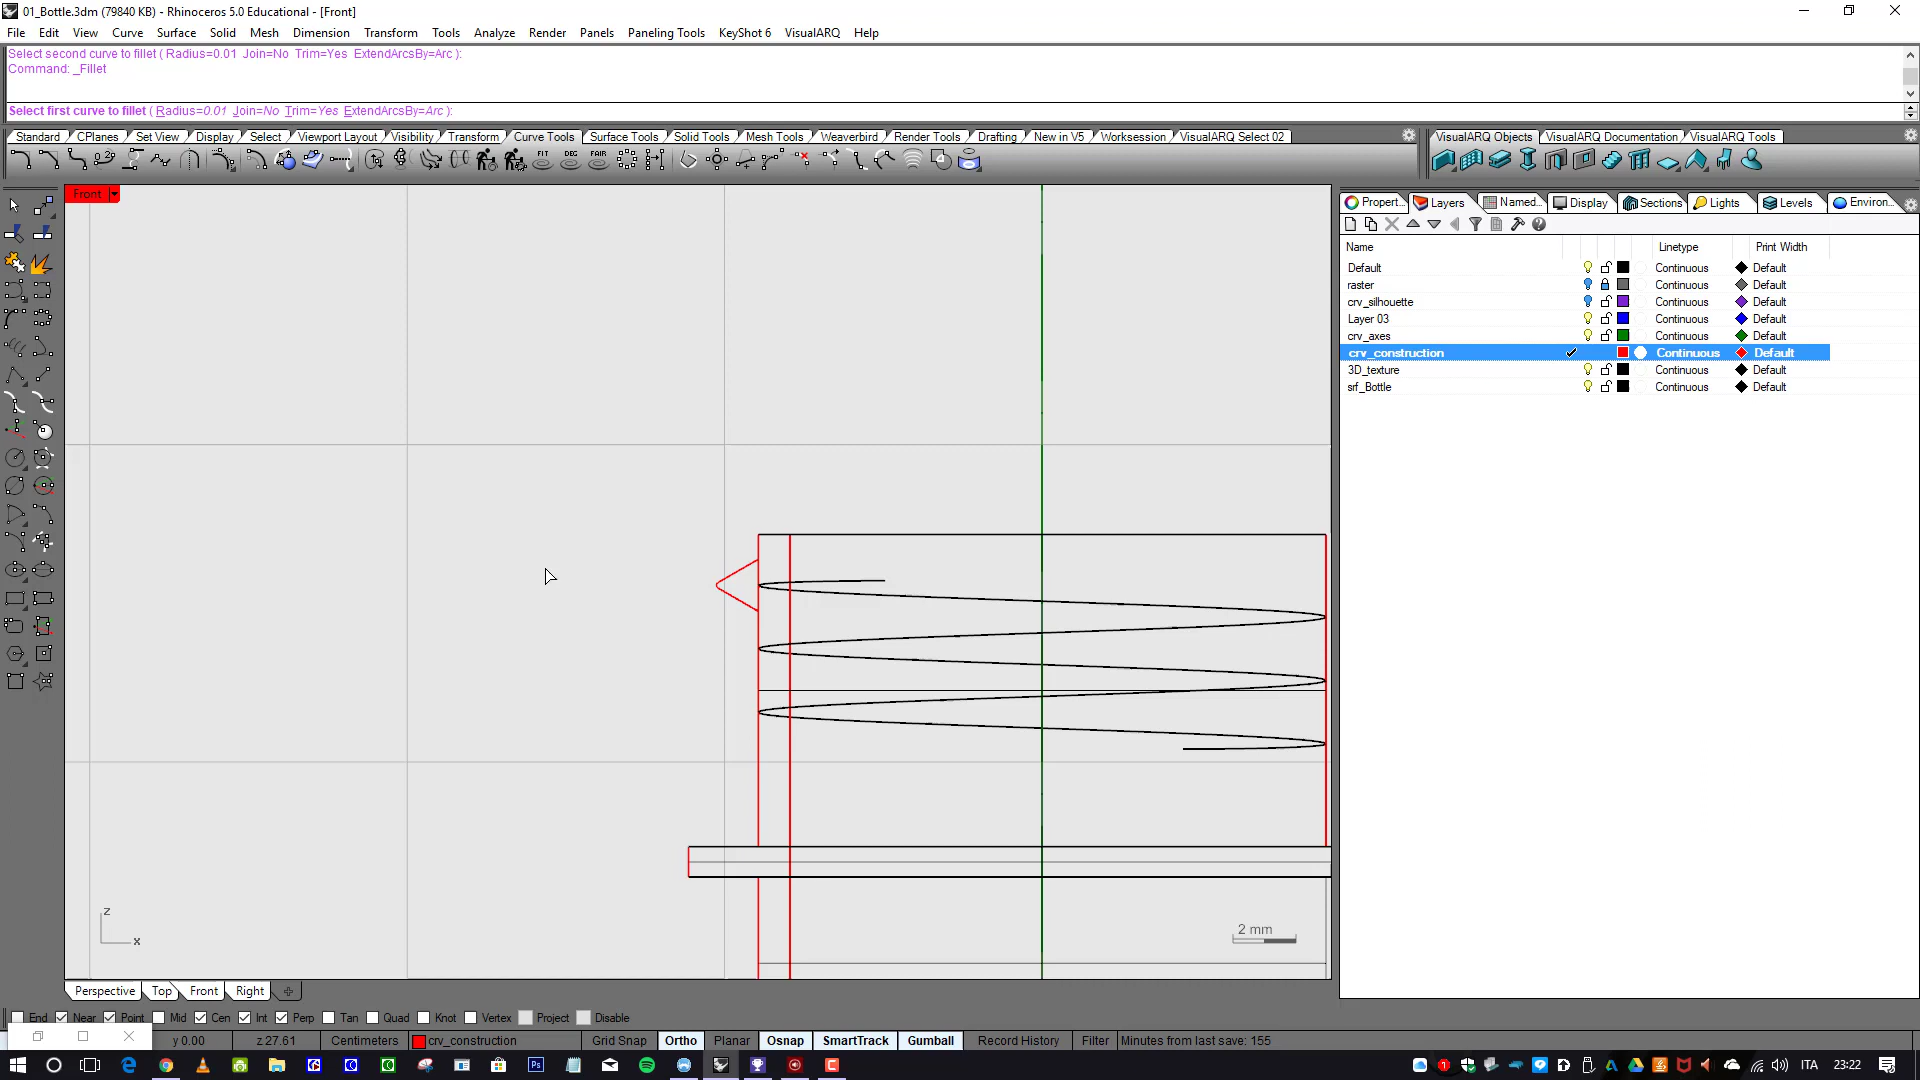 01_Bottle.3dm (79840 KB) - Rhinoceros 5.0 Educational - [Front]
File Edit View Curve Surface Solid Mesh Dimension Transform Tools Analyze Render Panels Paneling Tools KeyShot 6 VisualARQ Help
Select second curve to fillet ( Radius=0.01 Join=No Trim=Yes ExtendArcsBy=Arc ):
Command: _Fillet
Select first curve to fillet ( Radius=0.01 Join=No Trim=Yes ExtendArcsBy=Arc ):
Standard CPlanes Set View Display Select Viewport Layout Visibility Transform Curve Tools Surface Tools Solid Tools Mesh Tools Weaverbird Render Tools Drafting New in V5 Worksession VisualARQ Select 02
VisualARQ Objects VisualARQ Documentation VisualARQ Tools
FIT DEG FAIR
Front
Propert... Layers Named... Display Sections Lights Levels Environ...
Name Linetype Print Width
Default Continuous Default
raster Continuous Default
crv_silhouette Continuous Default
Layer 03 Continuous Default
crv_axes Continuous Default
crv_construction Continuous Default
3D_texture Continuous Default
srf_Bottle Continuous Default
z
x
2 mm
Perspective Top Front Right
End Near Point Mid Cen Int Perp Tan Quad Knot Vertex Project Disable
y 0.00 z 27.61 Centimeters crv_construction Grid Snap Ortho Planar Osnap SmartTrack Gumball Record History Filter Minutes from last save: 155
Ps
ITA 23:22